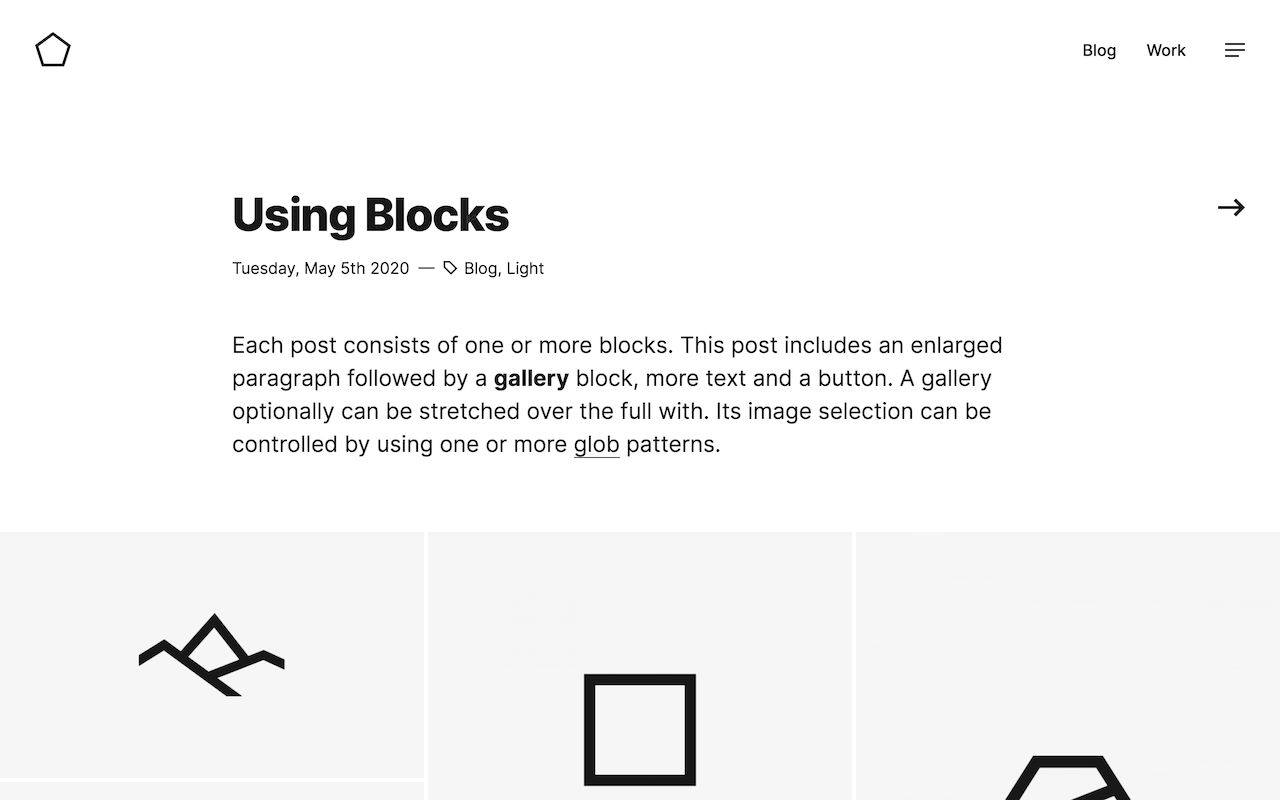 Blog Work
Using Blocks
Tuesday, May 5th 2020 — Blog, Light
Each post consists of one or more blocks. This post includes an enlarged
paragraph followed by a gallery block, more text and a button. A gallery
optionally can be stretched over the full with. Its image selection can be
controlled by using one or more glob patterns.